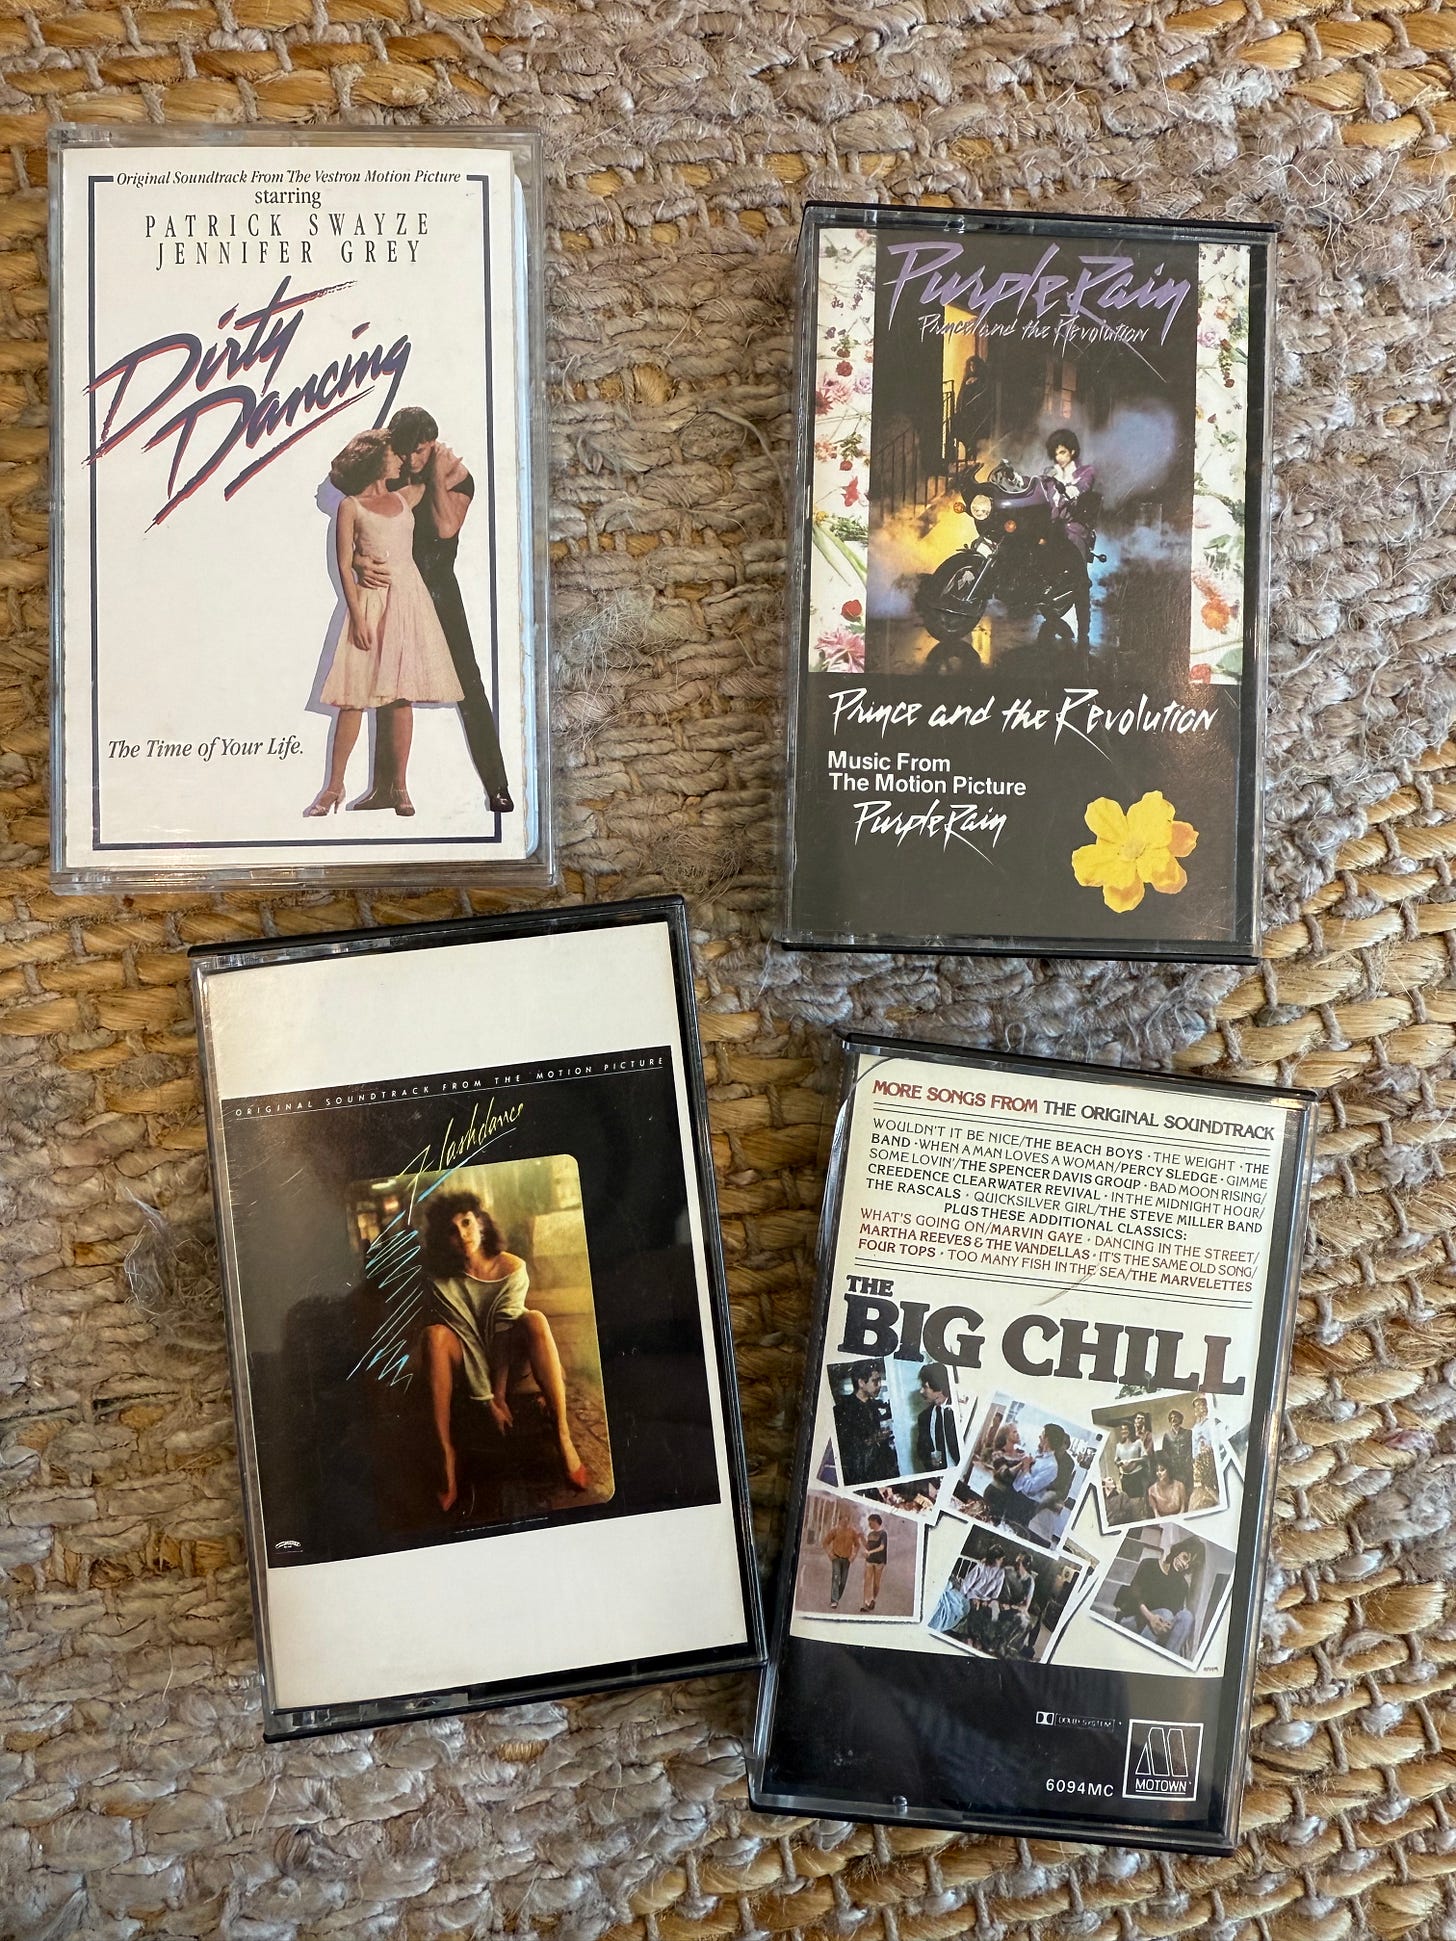 Original Soundtrack From The Vestron Motion Picture
starring
PATRICK SWAYZE
JENNIFER GREY
Dirty
Dancing
The Time of Your Life.
Purple Rain
Prince and the Revolution
Prince and the Revolution
Music From
The Motion Picture
Purple Rain
ORIGINAL SOUNDTRACK FROM THE MOTION PICTURE
Flashdance
MORE SONGS FROM THE ORIGINAL SOUNDTRACK
WOULDN'T IT BE NICE/THE BEACH BOYS · THE WEIGHT · THE
BAND · WHEN A MAN LOVES A WOMAN/PERCY SLEDGE · GIMME
SOME LOVIN'/THE SPENCER DAVIS GROUP · BAD MOON RISING/
CREEDENCE CLEARWATER REVIVAL · IN THE MIDNIGHT HOUR/
THE RASCALS · QUICKSILVER GIRL/THE STEVE MILLER BAND
PLUS THESE ADDITIONAL CLASSICS:
WHAT'S GOING ON/MARVIN GAYE · DANCING IN THE STREET/
MARTHA REEVES & THE VANDELLAS · IT'S THE SAME OLD SONG/
FOUR TOPS · TOO MANY FISH IN THE SEA/THE MARVELETTES
THE
BIG CHILL
DOLBY SYSTEM
6094MC
MOTOWN